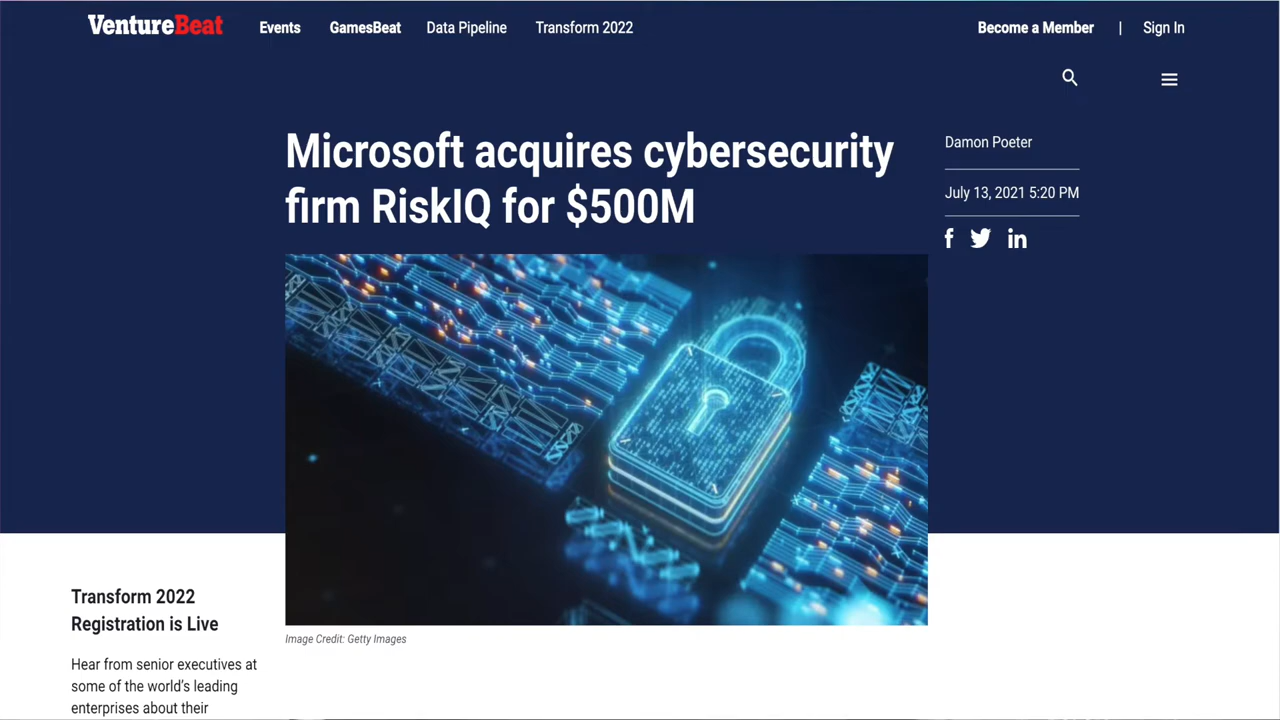 VentureBeat Events GamesBeat Data Pipeline Transform 2022 Become a Member | Sign In
Microsoft acquires cybersecurity
firm RiskIQ for $500M
Damon Poeter
July 13, 2021 5:20 PM
Image Credit: Getty Images
Transform 2022
Registration is Live
Hear from senior executives at
some of the world's leading
enterprises about their